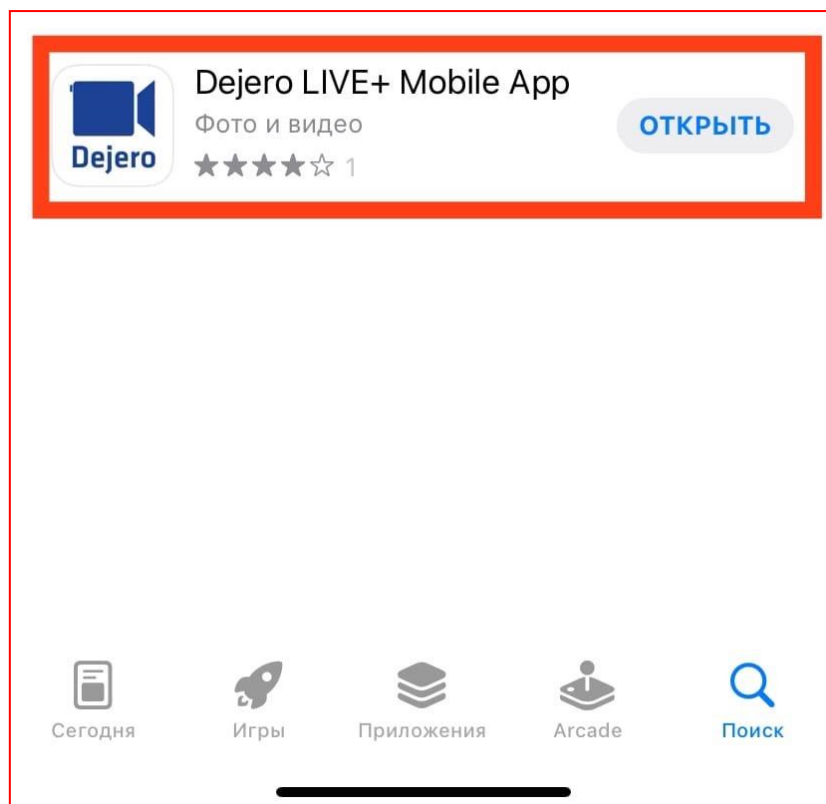 Dejero LIVE+ Mobile App
Фото и видео
ОТКРЫТЬ
Dejero
1
Сегодня
Игры
Приложения
Arcade
Поиск